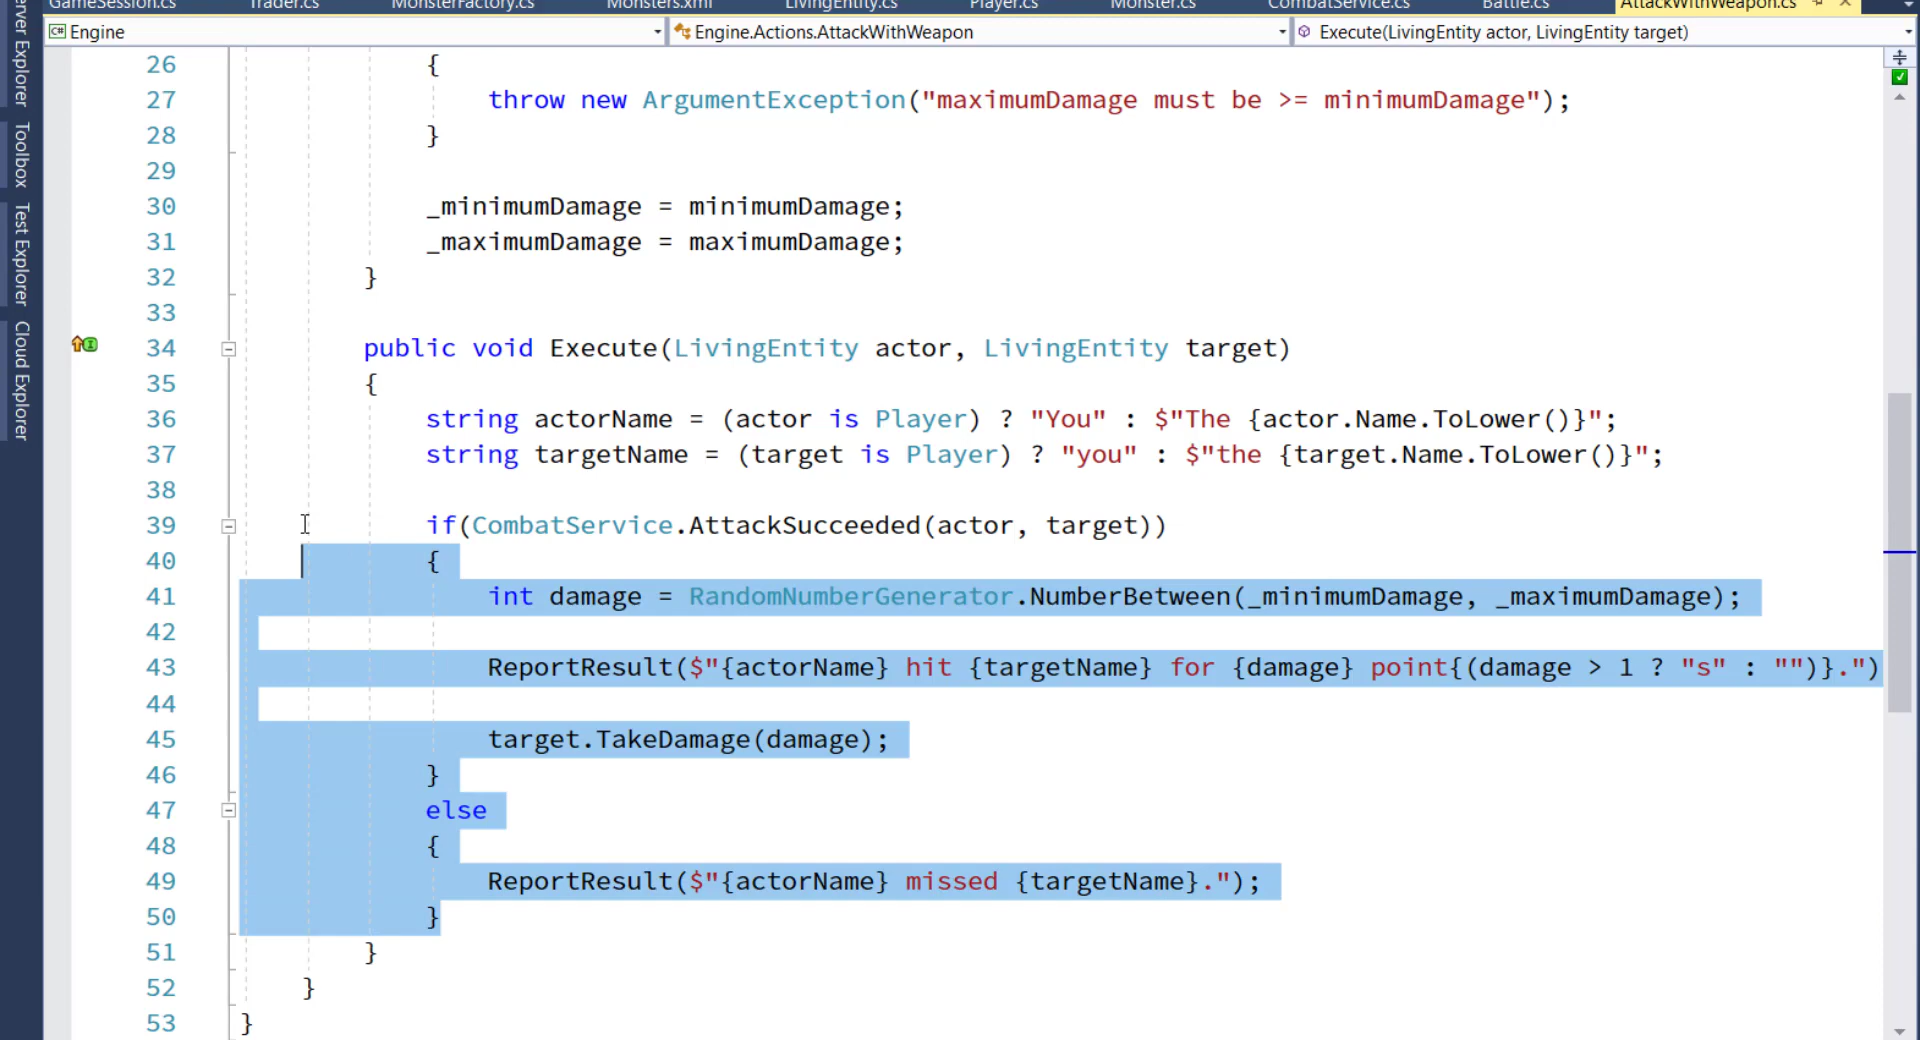 GameSession.cs Trader.cs MonsterFactory.cs Monsters.xml LivingEntity.cs Player.cs Monster.cs CombatService.cs Battle.cs AttackWithWeapon.cs
Engine Engine.Actions.AttackWithWeapon Execute(LivingEntity actor, LivingEntity target)
Explorer
Toolbox
Test Explorer
Cloud Explorer
26 {
27 throw new ArgumentException("maximumDamage must be >= minimumDamage");
28 }
29
30 _minimumDamage = minimumDamage;
31 _maximumDamage = maximumDamage;
32 }
33
34 public void Execute(LivingEntity actor, LivingEntity target)
35 {
36 string actorName = (actor is Player) ? "You" : $"The {actor.Name.ToLower()}";
37 string targetName = (target is Player) ? "you" : $"the {target.Name.ToLower()}";
38
39 if(CombatService.AttackSucceeded(actor, target))
40 {
41 int damage = RandomNumberGenerator.NumberBetween(_minimumDamage, _maximumDamage);
42
43 ReportResult($"{actorName} hit {targetName} for {damage} point{(damage > 1 ? "s" : "")}.")
44
45 target.TakeDamage(damage);
46 }
47 else
48 {
49 ReportResult($"{actorName} missed {targetName}.");
50 }
51 }
52 }
53 }